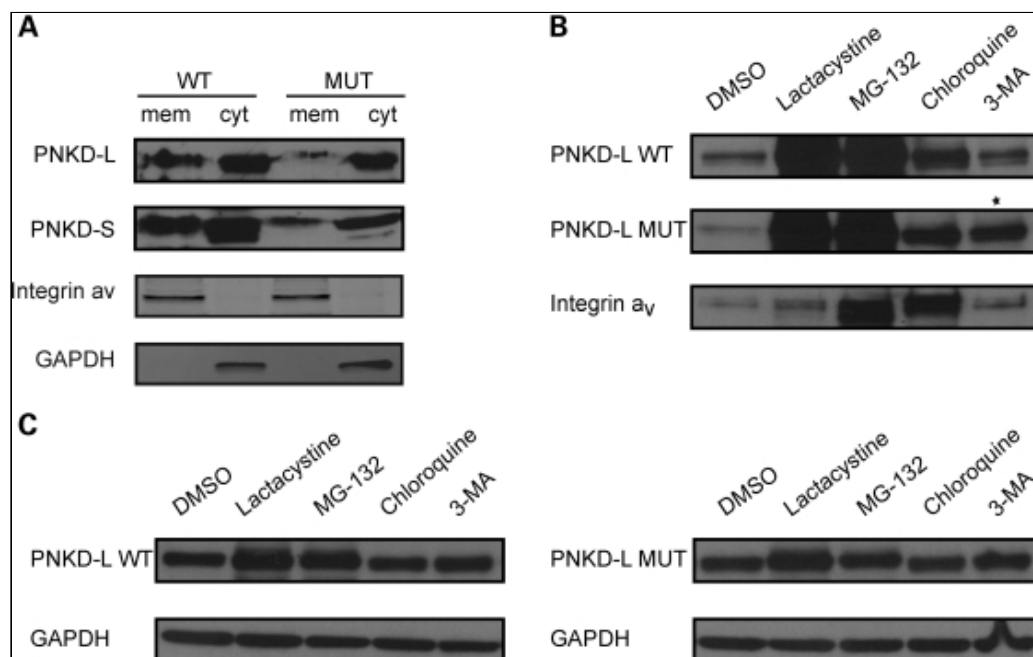 A
WT MUT
mem cyt mem cyt
PNKD-L
PNKD-S
Integrin av
GAPDH
B
DMSO Lactacystine MG-132 Chloroquine 3-MA
PNKD-L WT
*
PNKD-L MUT
Integrin av
C
DMSO Lactacystine MG-132 Chloroquine 3-MA
PNKD-L WT
GAPDH
DMSO Lactacystine MG-132 Chloroquine 3-MA
PNKD-L MUT
GAPDH